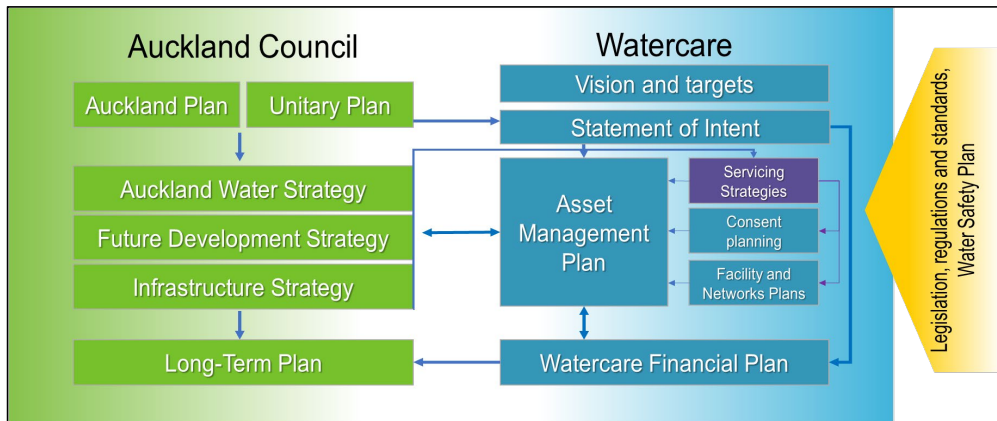 Auckland Council
Watercare
Auckland Plan
Unitary Plan
Vision and targets
Statement of Intent
Auckland Water Strategy
Future Development Strategy
Infrastructure Strategy
Asset
Management
Plan
Servicing
Strategies
Consent
planning
Facility and
Networks Plans
Long-Term Plan
Watercare Financial Plan
Legislation, regulations and standards,
Water Safety Plan